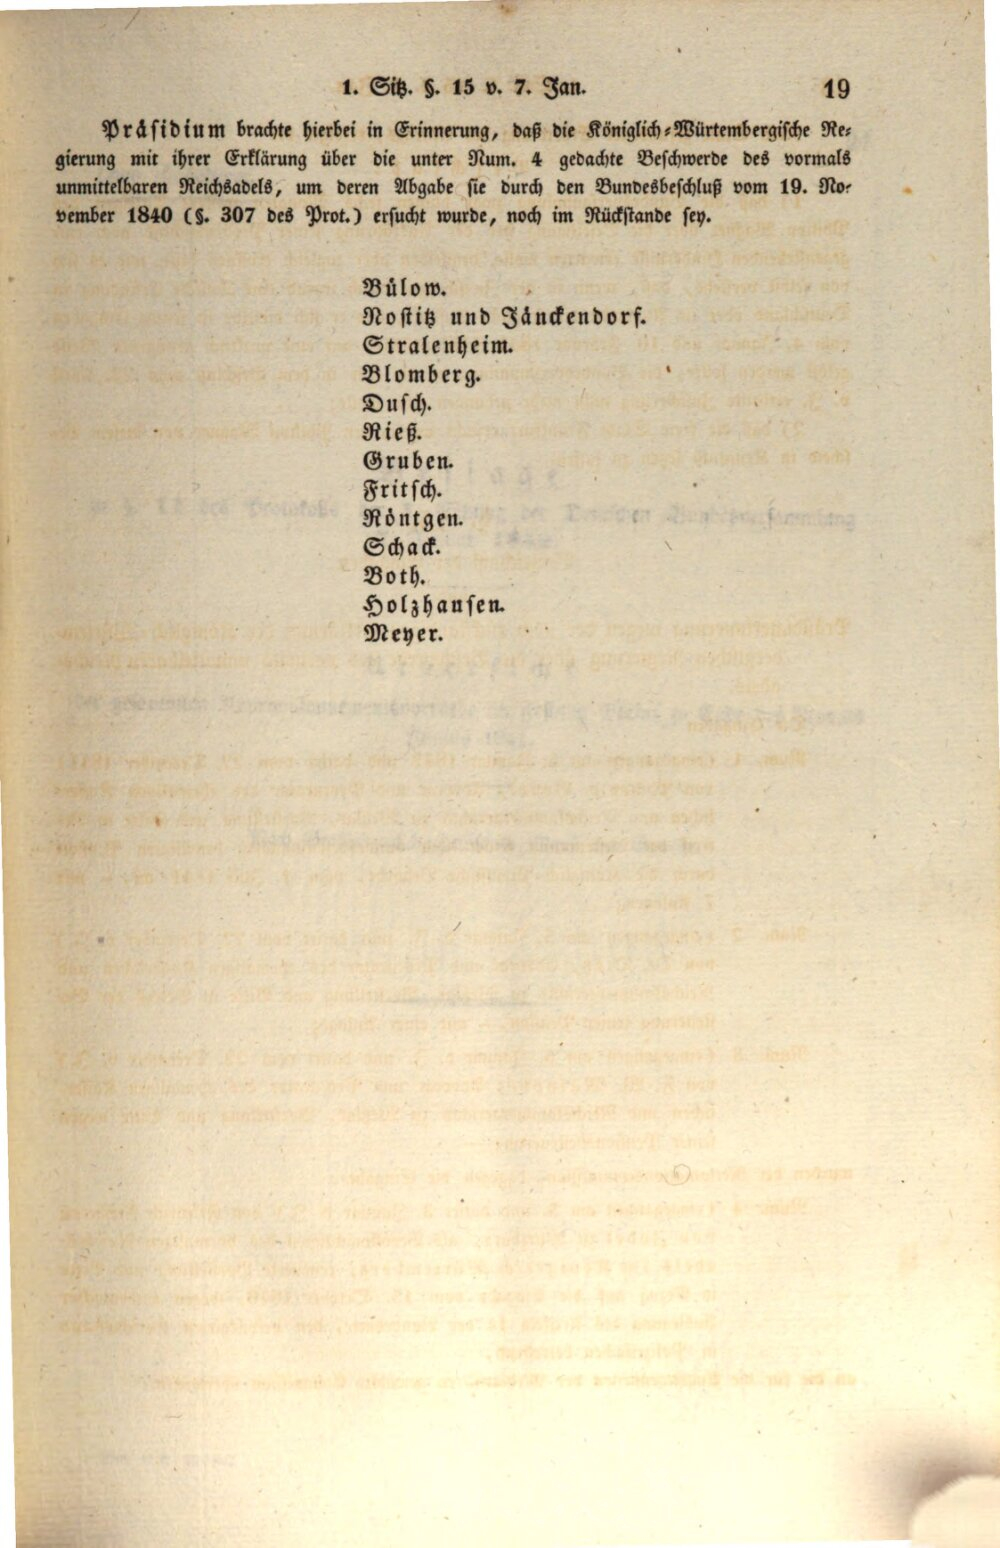 1. Sitz. §. 15 v. 7. Jan. 19
Präsidium brachte hierbei in Erinnerung, daß die Königlich-Würtembergische Re-
gierung mit ihrer Erklärung über die unter Num. 4 gedachte Beschwerde des vormals
unmittelbaren Reichsadels, um deren Abgabe sie durch den Bundesbeschluß vom 19. No-
vember 1840 (§. 307 des Prot.) ersucht wurde, noch im Rückstande sey.
Bülow.
Nostitz und Jänckendorf.
Stralenheim.
Blomberg.
Dusch.
Rieß.
Gruben.
Fritsch.
Röntgen.
Schack.
Both.
Holzhausen.
Meyer.